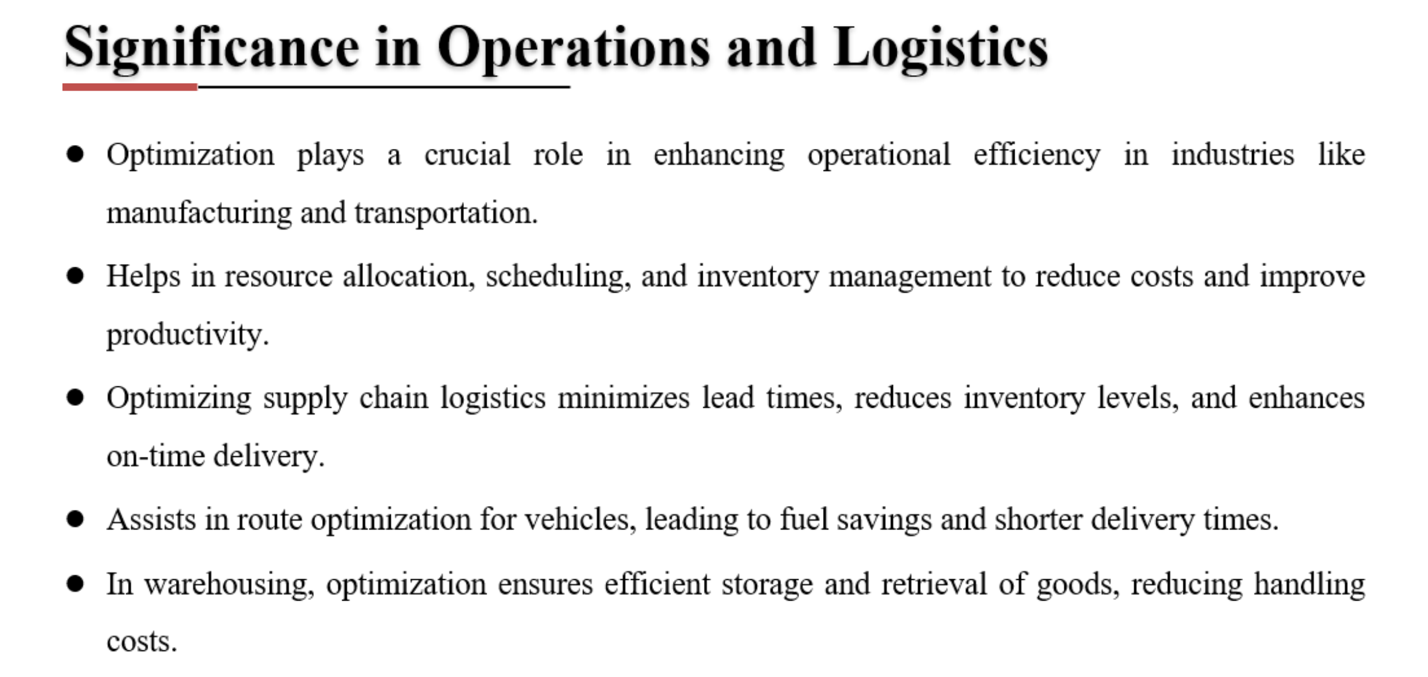 Significance in Operations and Logistics
● Optimization plays a crucial role in enhancing operational efficiency in industries like
manufacturing and transportation.
● Helps in resource allocation, scheduling, and inventory management to reduce costs and improve
productivity.
● Optimizing supply chain logistics minimizes lead times, reduces inventory levels, and enhances
on-time delivery.
● Assists in route optimization for vehicles, leading to fuel savings and shorter delivery times.
● In warehousing, optimization ensures efficient storage and retrieval of goods, reducing handling
costs.